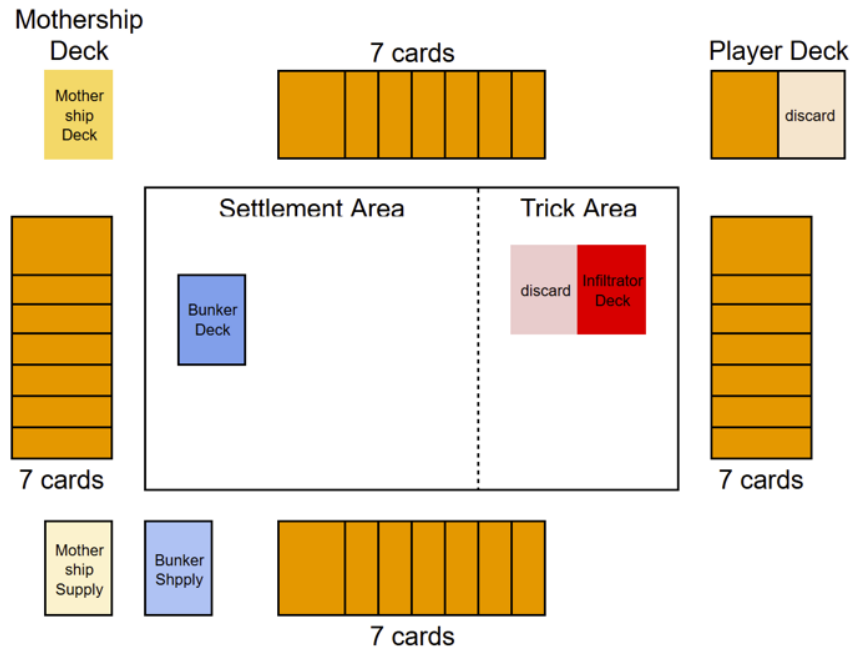 Mothership
Deck
7 cards
Player Deck
Mother
ship
Deck
discard
Settlement Area
Trick Area
Bunker
Deck
discard
Infiltrator
Deck
7 cards
7 cards
Mother
ship
Supply
Bunker
Shpply
7 cards